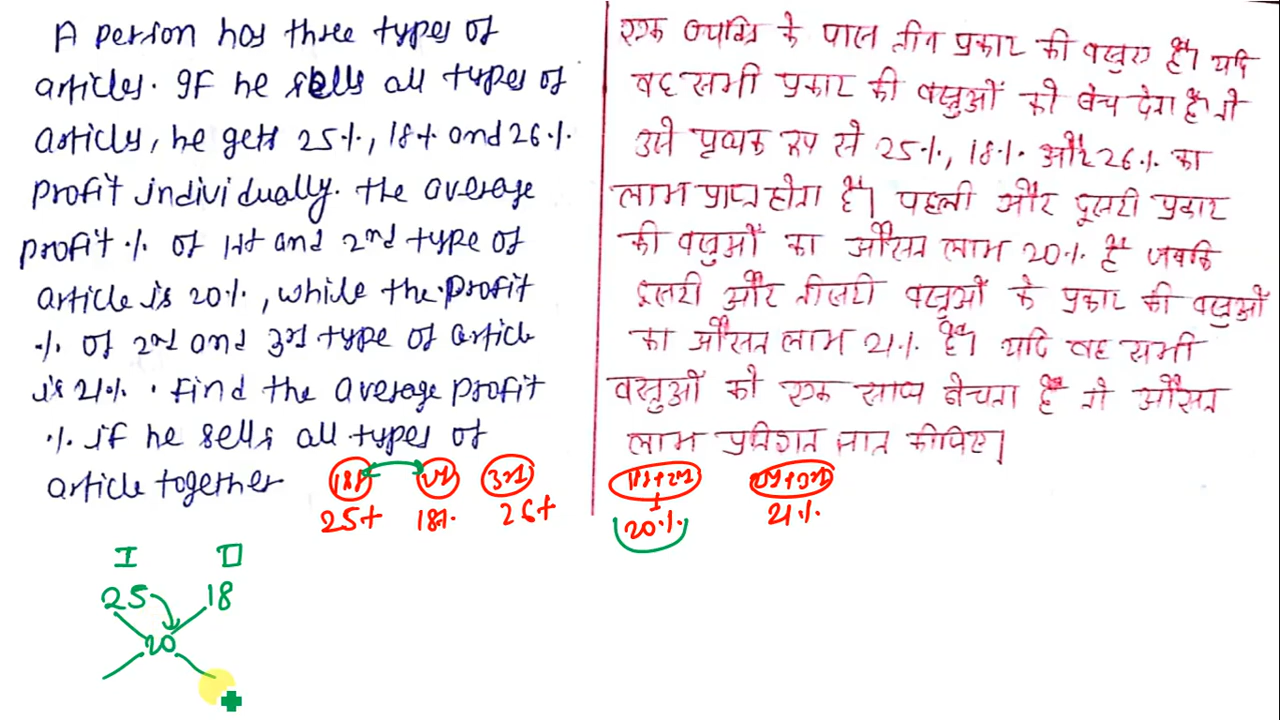 A person has three types of
articles. If he sells all types of
articls, he gets 25%, 18% and 26%
profit individually. the average
profit % of 1st and 2nd type of
article is 20%, while the profit
% of 2nd and 3rd type of article
is 21%. find the average profit
% if he sells all types of
article together
एक व्यक्ति के पास तीन प्रकार की वस्तुए हैं। यदि
वह सभी प्रकार की वस्तुओं को बेच देता है तो
उसे पृथक रूप से 25%, 18% और 26% का
लाभ प्राप्त होता है। पहली और दूसरी प्रकार
की वस्तुओं का औसत लाभ 20% है जबकि
दूसरी और तीसरी वस्तुओं के प्रकार की वस्तुओं
का औसत लाभ 21% है। यदि वह सभी
वस्तुओं को एक साथ बेचता है तो औसत
लाभ प्रतिशत ज्ञात कीजिए।
1st 2nd 3rd
25% 18% 26%
1st+2nd 2nd+3rd
20% 21%
I II
25 18
20